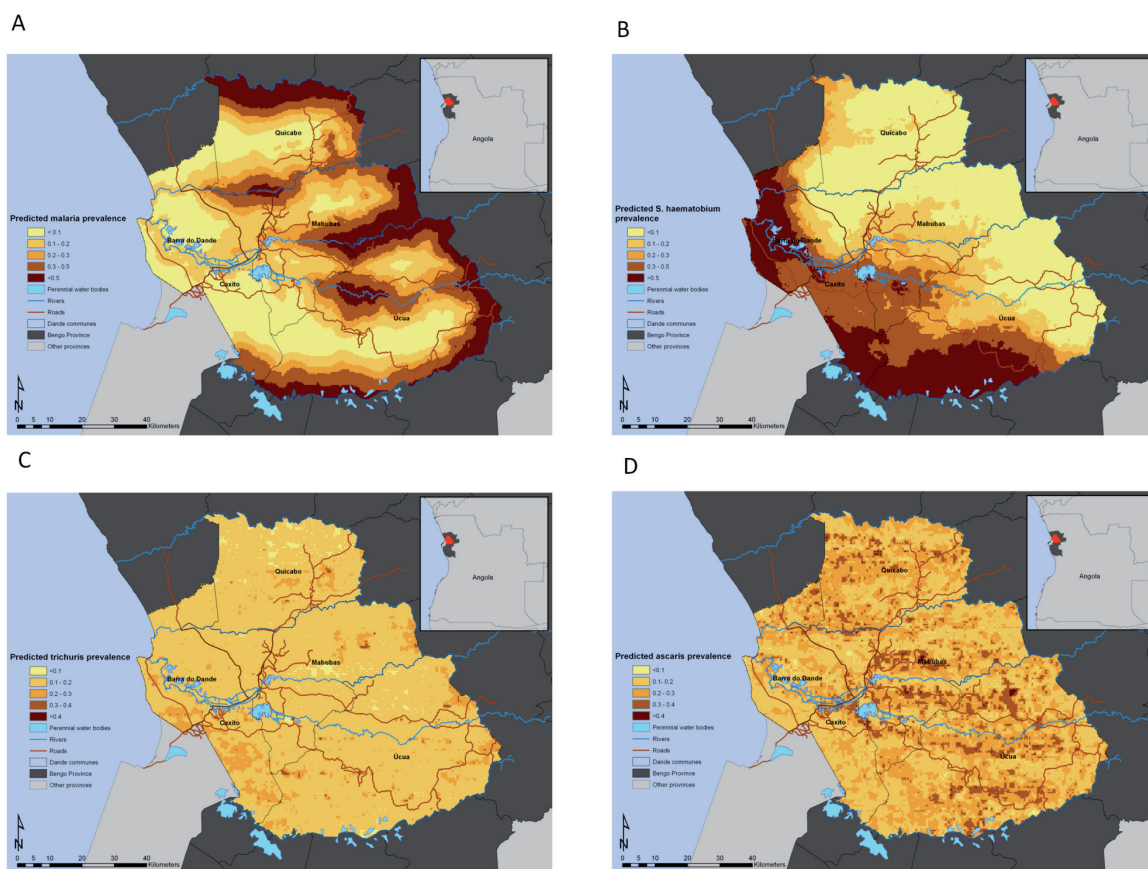 A
Angola
Quicabo
Predicted malaria prevalence
< 0.1
0.1 - 0.2
0.2 - 0.3
0.3 - 0.5
>0.5
Perennial water bodies
Rivers
Roads
Dande communes
Bengo Province
Other provinces
Mabubas
Barra do Dande
Caxito
Úcua
N
0 5 10 20 30 40
Kilometers
B
Angola
Quicabo
Predicted S. haematobium
prevalence
<0.1
0.1 - 0.2
0.2 - 0.3
0.3 - 0.5
>0.5
Perennial water bodies
Rivers
Roads
Dande communes
Bengo Province
Other provinces
Mabubas
Barra do Dande
Caxito
Úcua
N
0 5 10 20 30 40
Kilometers
C
Angola
Quicabo
Predicted trichuris prevalence
<0.1
0.1 - 0.2
0.2 - 0.3
0.3 - 0.4
>0.4
Perennial water bodies
Rivers
Roads
Dande communes
Bengo Province
Other provinces
Mabubas
Barra do Dande
Caxito
Úcua
N
0 5 10 20 30 40
Kilometers
D
Angola
Quicabo
Predicted ascaris prevalence
<0.1
0.1- 0.2
0.2 - 0.3
0.3 - 0.4
>0.4
Perennial water bodies
Rivers
Roads
Dande communes
Bengo Province
Other provinces
Mabubas
Barra do Dande
Caxito
Úcua
N
0 5 10 20 30 40
Kilometers